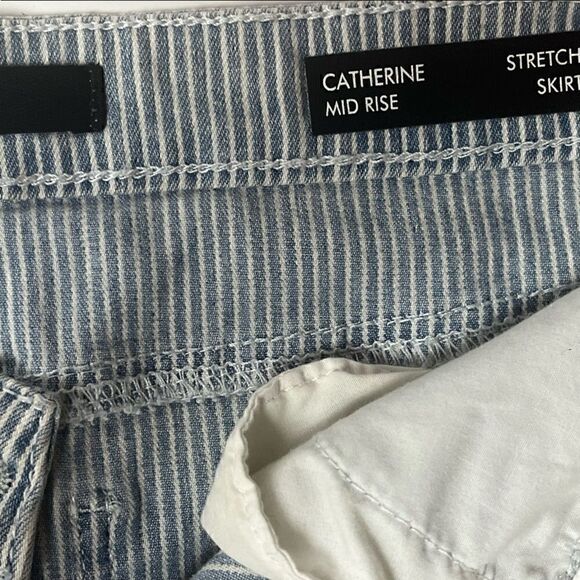 CATHERINE
MID RISE
STRETCH
SKIRT